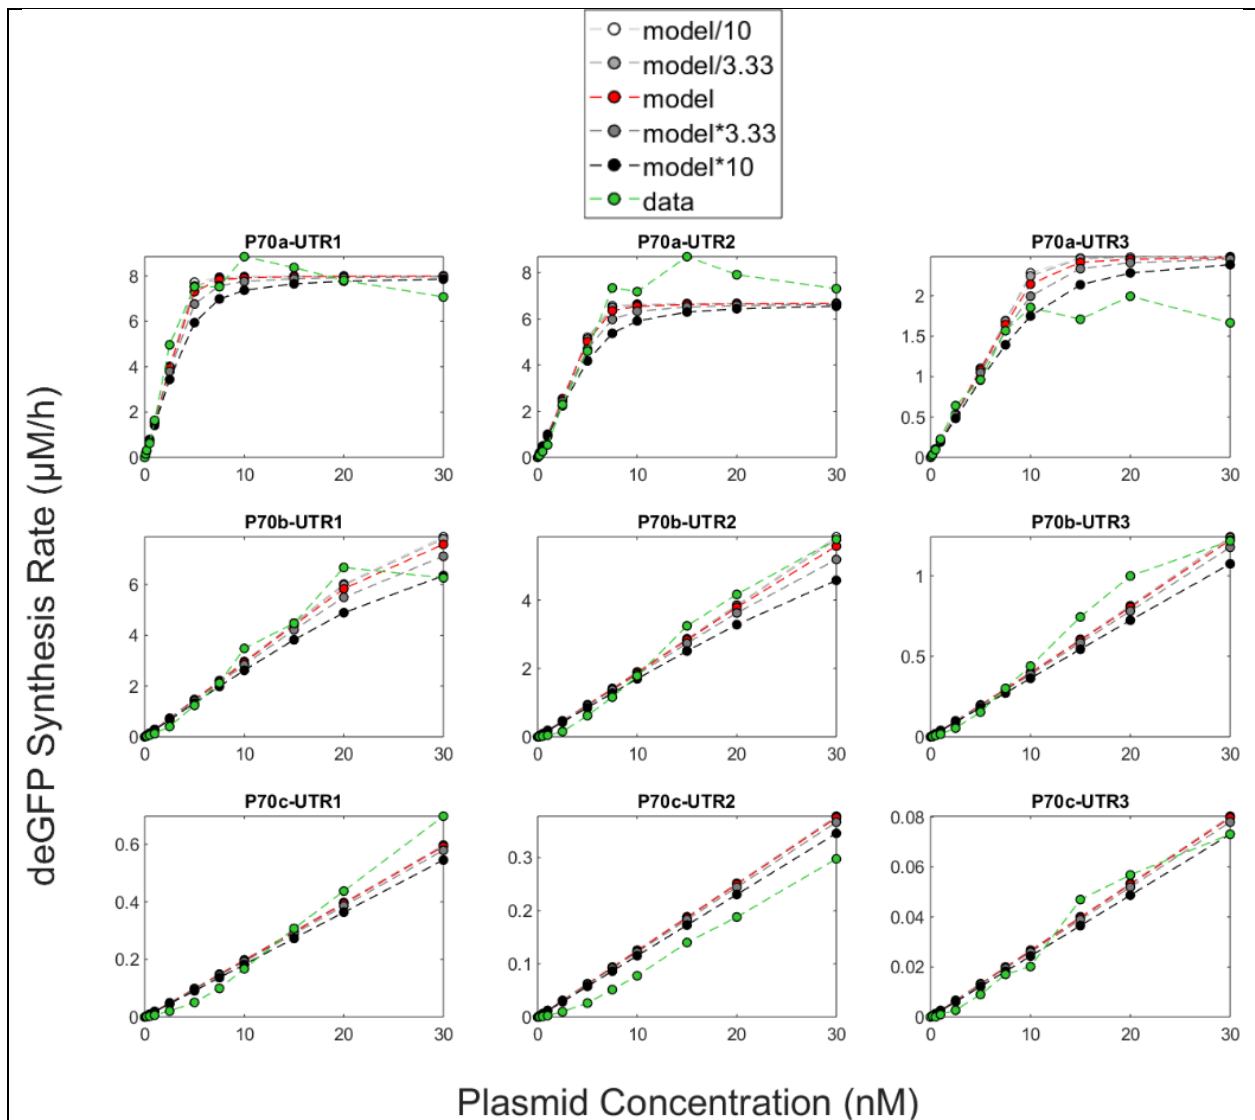 model/10
model/3.33
model
model*3.33
model*10
data
deGFP Synthesis Rate (μM/h)
P70a-UTR1
8
6
4
2
0
0 10 20 30
P70a-UTR2
8
6
4
2
0
0 10 20 30
P70a-UTR3
2
1.5
1
0.5
0
0 10 20 30
P70b-UTR1
6
4
2
0
0 10 20 30
P70b-UTR2
4
2
0
0 10 20 30
P70b-UTR3
1
0.5
0
0 10 20 30
P70c-UTR1
0.6
0.4
0.2
0
0 10 20 30
P70c-UTR2
0.3
0.2
0.1
0
0 10 20 30
P70c-UTR3
0.08
0.06
0.04
0.02
0
0 10 20 30
Plasmid Concentration (nM)